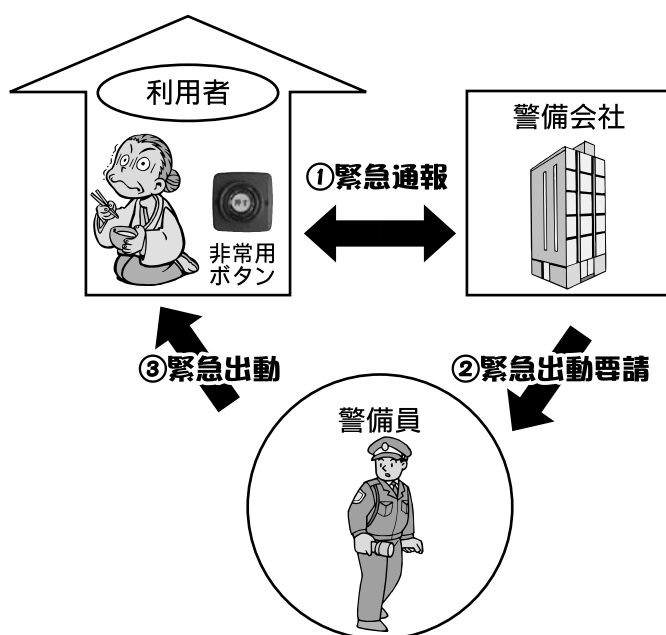 利用者
警備会社
①緊急通報
非常用
ボタン
③緊急出動
②緊急出動要請
警備員